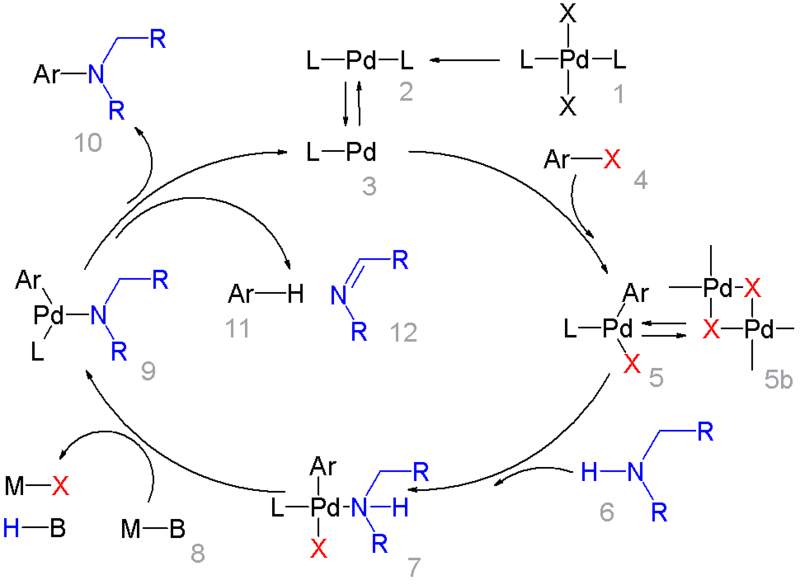 X
L—Pd—L
L—Pd—L
X
2
1
L—Pd
3
Ar—X
4
R
Ar—N
R
10
Ar
R
Pd—N
L
R
9
Ar—H
11
R
N
R
12
Ar
L—Pd
X
5
Pd—X
X—Pd
5b
R
H—N
R
6
Ar
R
L—Pd—N—H
X
R
7
M—X
H—B
M—B
8